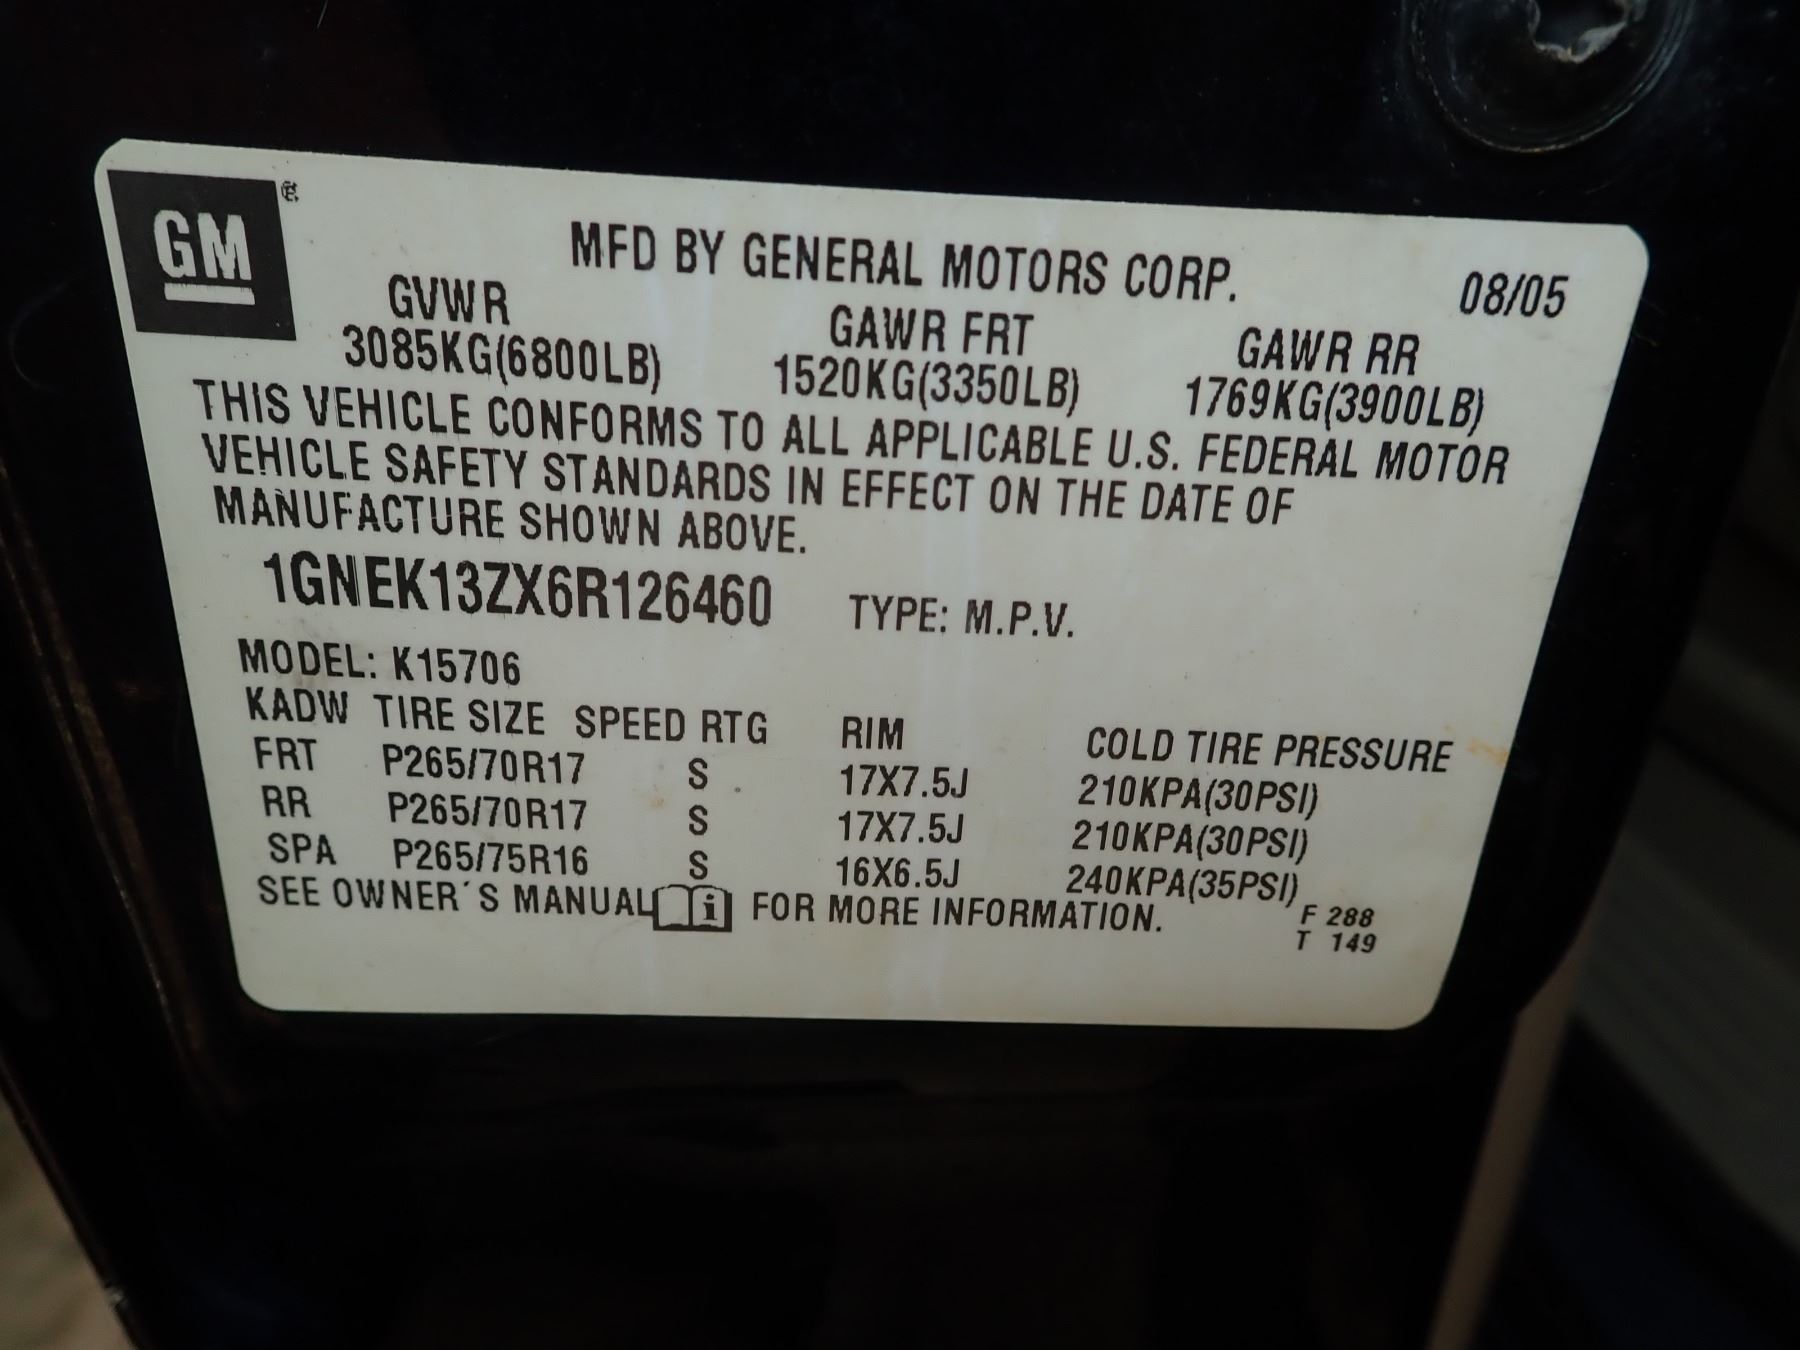 GM ®
MFD BY GENERAL MOTORS CORP. 08/05
GVWR GAWR FRT GAWR RR
3085KG(6800LB) 1520KG(3350LB) 1769KG(3900LB)
THIS VEHICLE CONFORMS TO ALL APPLICABLE U.S. FEDERAL MOTOR
VEHICLE SAFETY STANDARDS IN EFFECT ON THE DATE OF
MANUFACTURE SHOWN ABOVE.
1GNEK13ZX6R126460 TYPE: M.P.V.
MODEL: K15706
KADW TIRE SIZE SPEED RTG RIM COLD TIRE PRESSURE
FRT P265/70R17 S 17X7.5J 210KPA(30PSI)
RR P265/70R17 S 17X7.5J 210KPA(30PSI)
SPA P265/75R16 S 16X6.5J 240KPA(35PSI)
SEE OWNER´S MANUAL i FOR MORE INFORMATION.
F 288
T 149